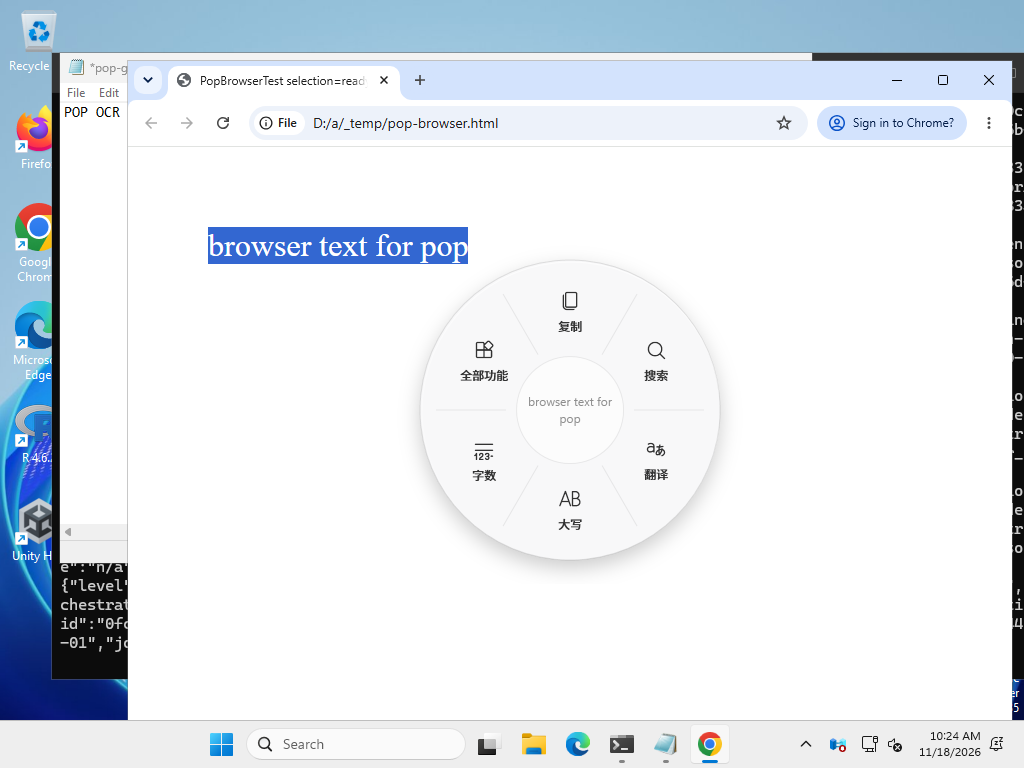 Recycle
Firefo
Googl
Chrom
Micros
Edge
R 4.6.
Unity H
*pop-g
File Edit
POP OCR
PopBrowserTest selection=read
File D:/a/_temp/pop-browser.html
Sign in to Chrome?
browser text for pop
复制
全部功能
搜索
browser text for
pop
字数
翻译
大写
e":"n/a"
{"level"
chestrat
id":"0fc
-01","jo
Search
10:24 AM
11/18/2026